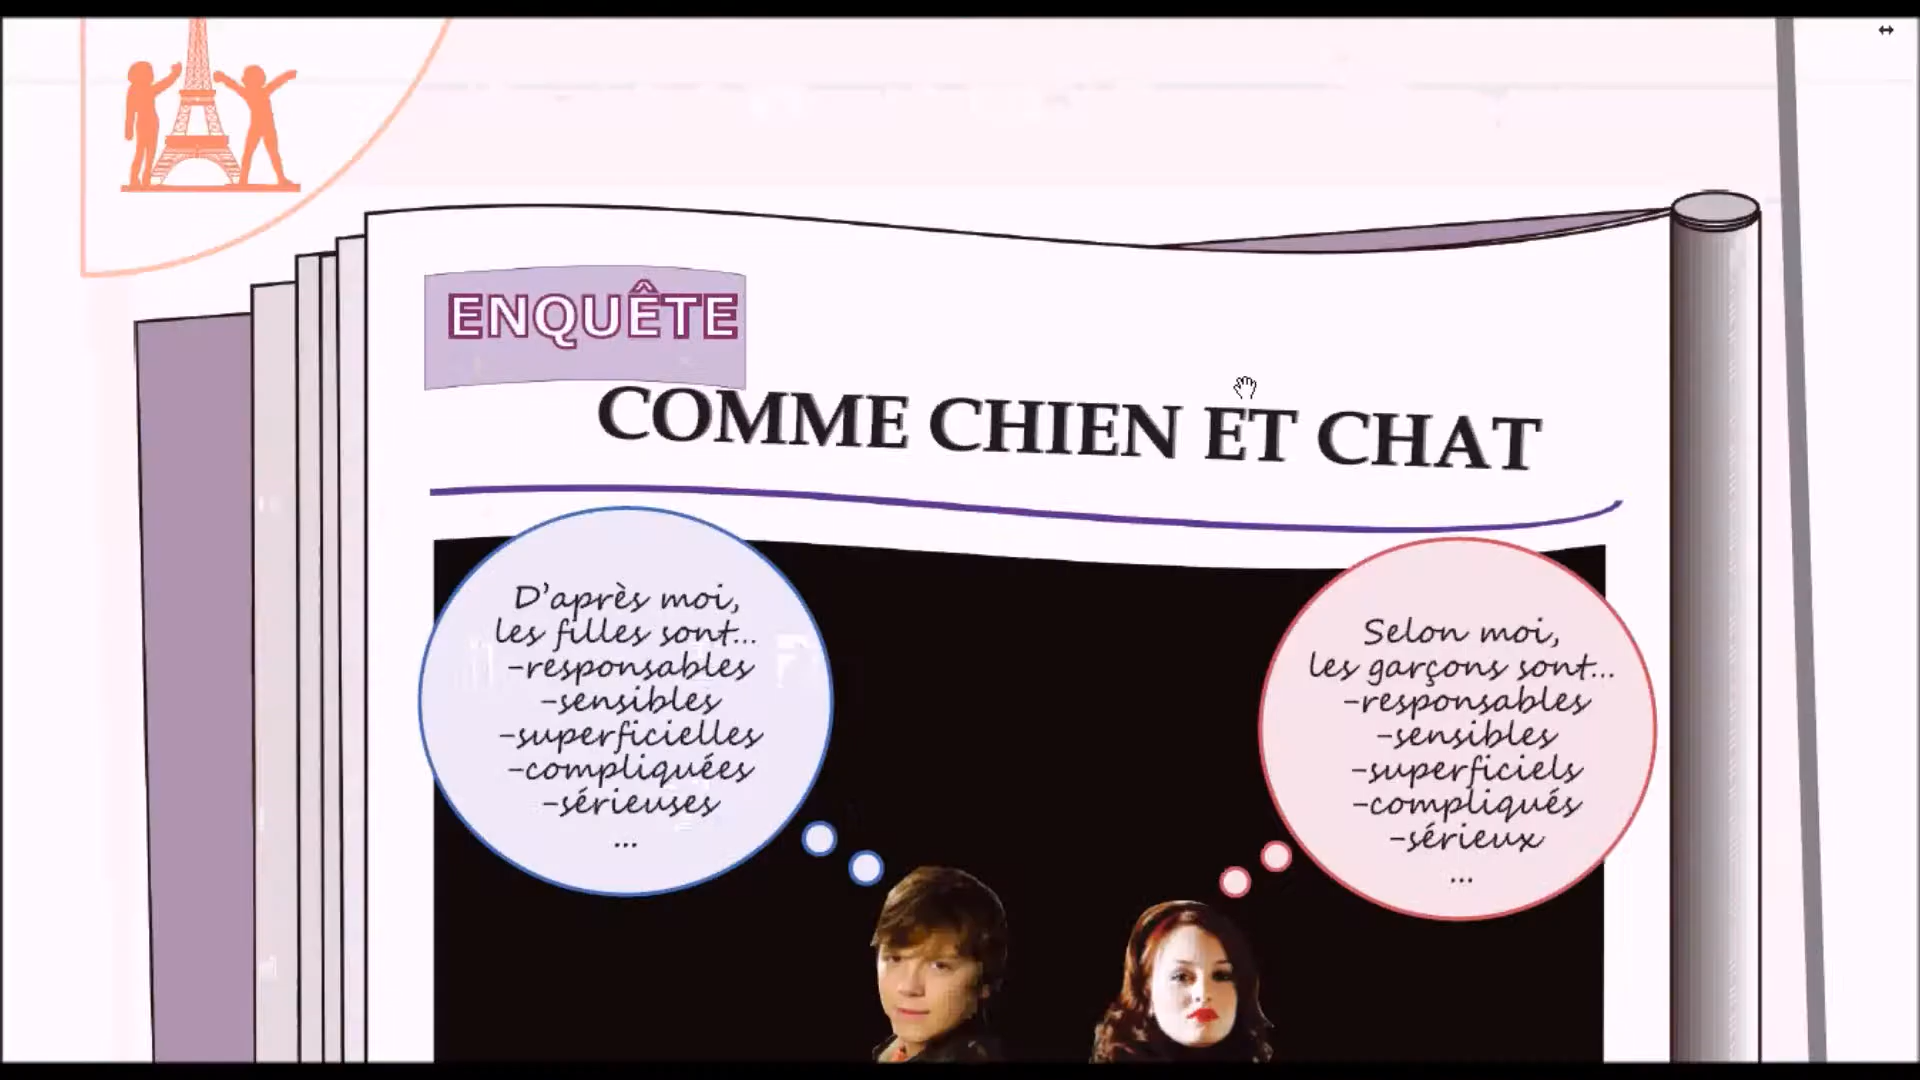 ENQUÊTE
COMME CHIEN ET CHAT
D'après moi,
les filles sont...
-responsables
-sensibles
-superficielles
-compliquées
-sérieuses
...
Selon moi,
les garçons sont...
-responsables
-sensibles
-superficiels
-compliqués
-sérieux
...